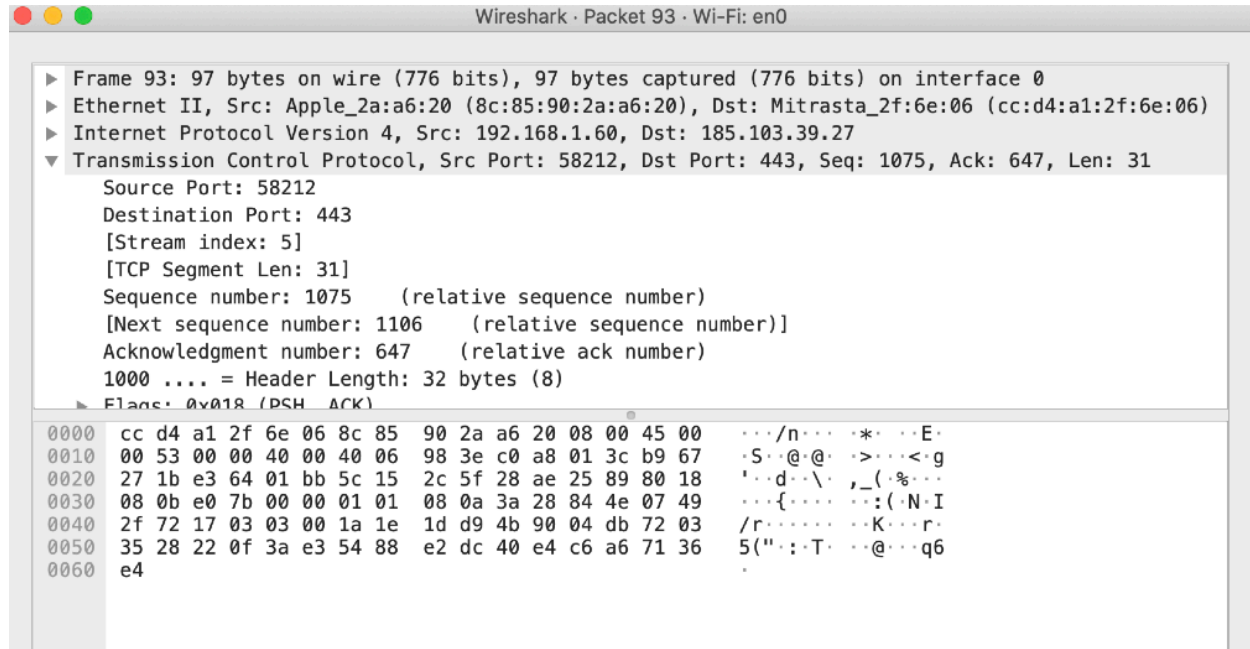 Wireshark · Packet 93 · Wi-Fi: en0
▶ Frame 93: 97 bytes on wire (776 bits), 97 bytes captured (776 bits) on interface 0
▶ Ethernet II, Src: Apple_2a:a6:20 (8c:85:90:2a:a6:20), Dst: Mitrasta_2f:6e:06 (cc:d4:a1:2f:6e:06)
▶ Internet Protocol Version 4, Src: 192.168.1.60, Dst: 185.103.39.27
▼ Transmission Control Protocol, Src Port: 58212, Dst Port: 443, Seq: 1075, Ack: 647, Len: 31
Source Port: 58212
Destination Port: 443
[Stream index: 5]
[TCP Segment Len: 31]
Sequence number: 1075 (relative sequence number)
[Next sequence number: 1106 (relative sequence number)]
Acknowledgment number: 647 (relative ack number)
1000 .... = Header Length: 32 bytes (8)
▶ Flags: 0x018 (PSH, ACK)
0000 cc d4 a1 2f 6e 06 8c 85 90 2a a6 20 08 00 45 00 ···/n··· ·*· ··E·
0010 00 53 00 00 40 00 40 06 98 3e c0 a8 01 3c b9 67 ·S··@·@· ·>···<·g
0020 27 1b e3 64 01 bb 5c 15 2c 5f 28 ae 25 89 80 18 '··d··\· ,_(·%···
0030 08 0b e0 7b 00 00 01 01 08 0a 3a 28 84 4e 07 49 ···{···· ··:(·N·I
0040 2f 72 17 03 03 00 1a 1e 1d d9 4b 90 04 db 72 03 /r······ ··K···r·
0050 35 28 22 0f 3a e3 54 88 e2 dc 40 e4 c6 a6 71 36 5("·:·T· ··@···q6
0060 e4 ·